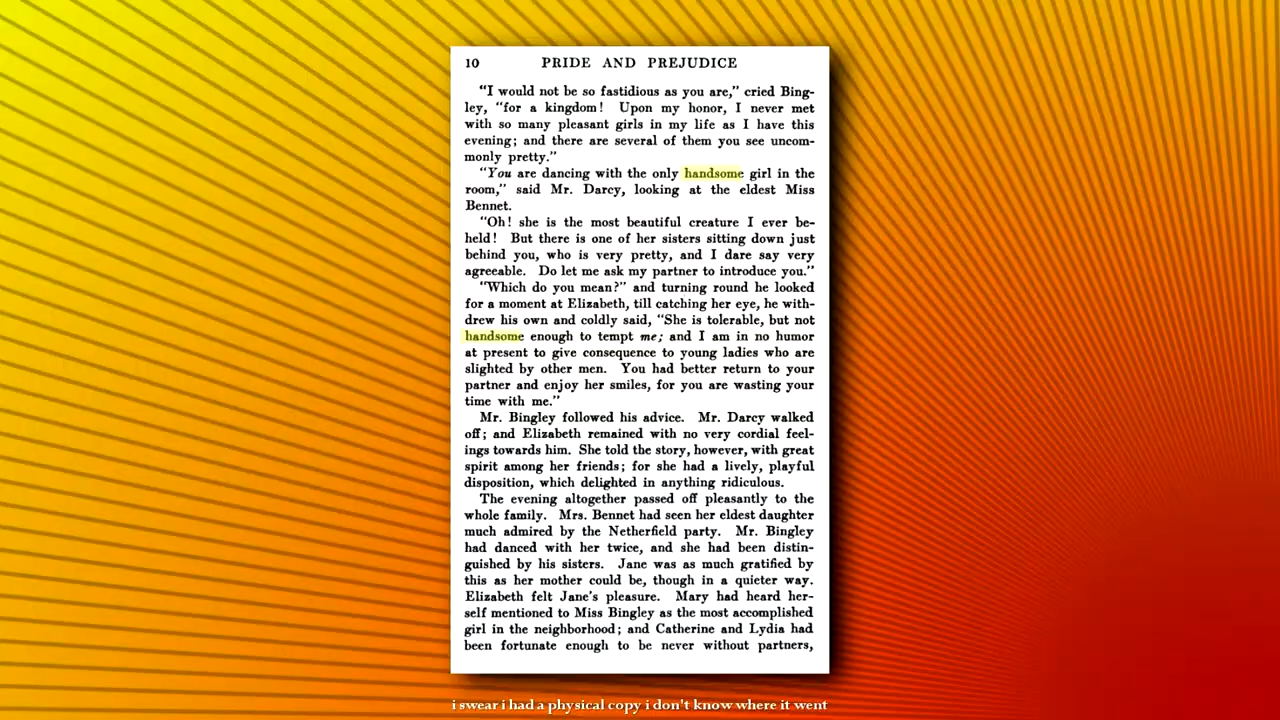 10 PRIDE AND PREJUDICE
"I would not be so fastidious as you are," cried Bing-
ley, "for a kingdom! Upon my honor, I never met
with so many pleasant girls in my life as I have this
evening; and there are several of them you see uncom-
monly pretty."
"You are dancing with the only handsome girl in the
room," said Mr. Darcy, looking at the eldest Miss
Bennet.
"Oh! she is the most beautiful creature I ever be-
held! But there is one of her sisters sitting down just
behind you, who is very pretty, and I dare say very
agreeable. Do let me ask my partner to introduce you."
"Which do you mean?" and turning round he looked
for a moment at Elizabeth, till catching her eye, he with-
drew his own and coldly said, "She is tolerable, but not
handsome enough to tempt me; and I am in no humor
at present to give consequence to young ladies who are
slighted by other men. You had better return to your
partner and enjoy her smiles, for you are wasting your
time with me."
Mr. Bingley followed his advice. Mr. Darcy walked
off; and Elizabeth remained with no very cordial feel-
ings towards him. She told the story, however, with great
spirit among her friends; for she had a lively, playful
disposition, which delighted in anything ridiculous.
The evening altogether passed off pleasantly to the
whole family. Mrs. Bennet had seen her eldest daughter
much admired by the Netherfield party. Mr. Bingley
had danced with her twice, and she had been distin-
guished by his sisters. Jane was as much gratified by
this as her mother could be, though in a quieter way.
Elizabeth felt Jane's pleasure. Mary had heard her-
self mentioned to Miss Bingley as the most accomplished
girl in the neighborhood; and Catherine and Lydia had
been fortunate enough to be never without partners,
i swear i had a physical copy i don't know where it went